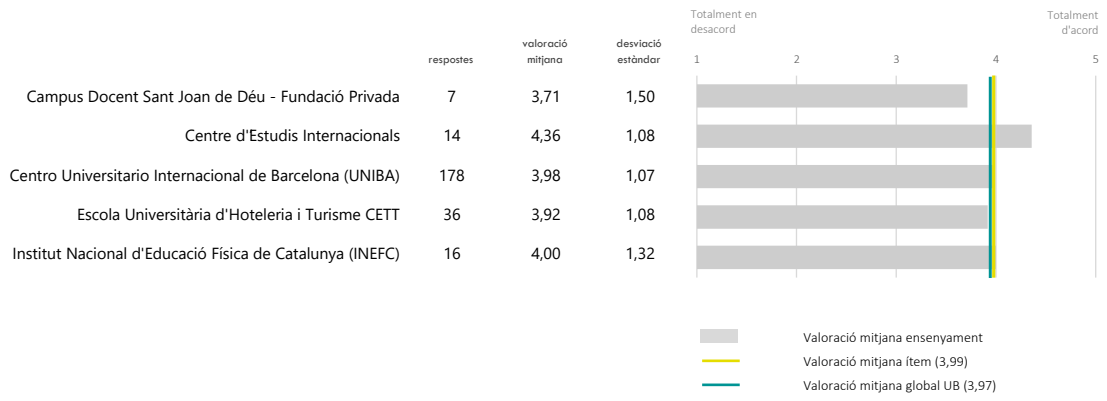 Totalment en
desacord
Totalment
d'acord
respostes
valoració
mitjana
desviació
estàndar
1 2 3 4 5
Campus Docent Sant Joan de Déu - Fundació Privada 7 3,71 1,50
Centre d'Estudis Internacionals 14 4,36 1,08
Centro Universitario Internacional de Barcelona (UNIBA) 178 3,98 1,07
Escola Universitària d'Hoteleria i Turisme CETT 36 3,92 1,08
Institut Nacional d'Educació Física de Catalunya (INEFC) 16 4,00 1,32
Valoració mitjana ensenyament
Valoració mitjana ítem (3,99)
Valoració mitjana global UB (3,97)